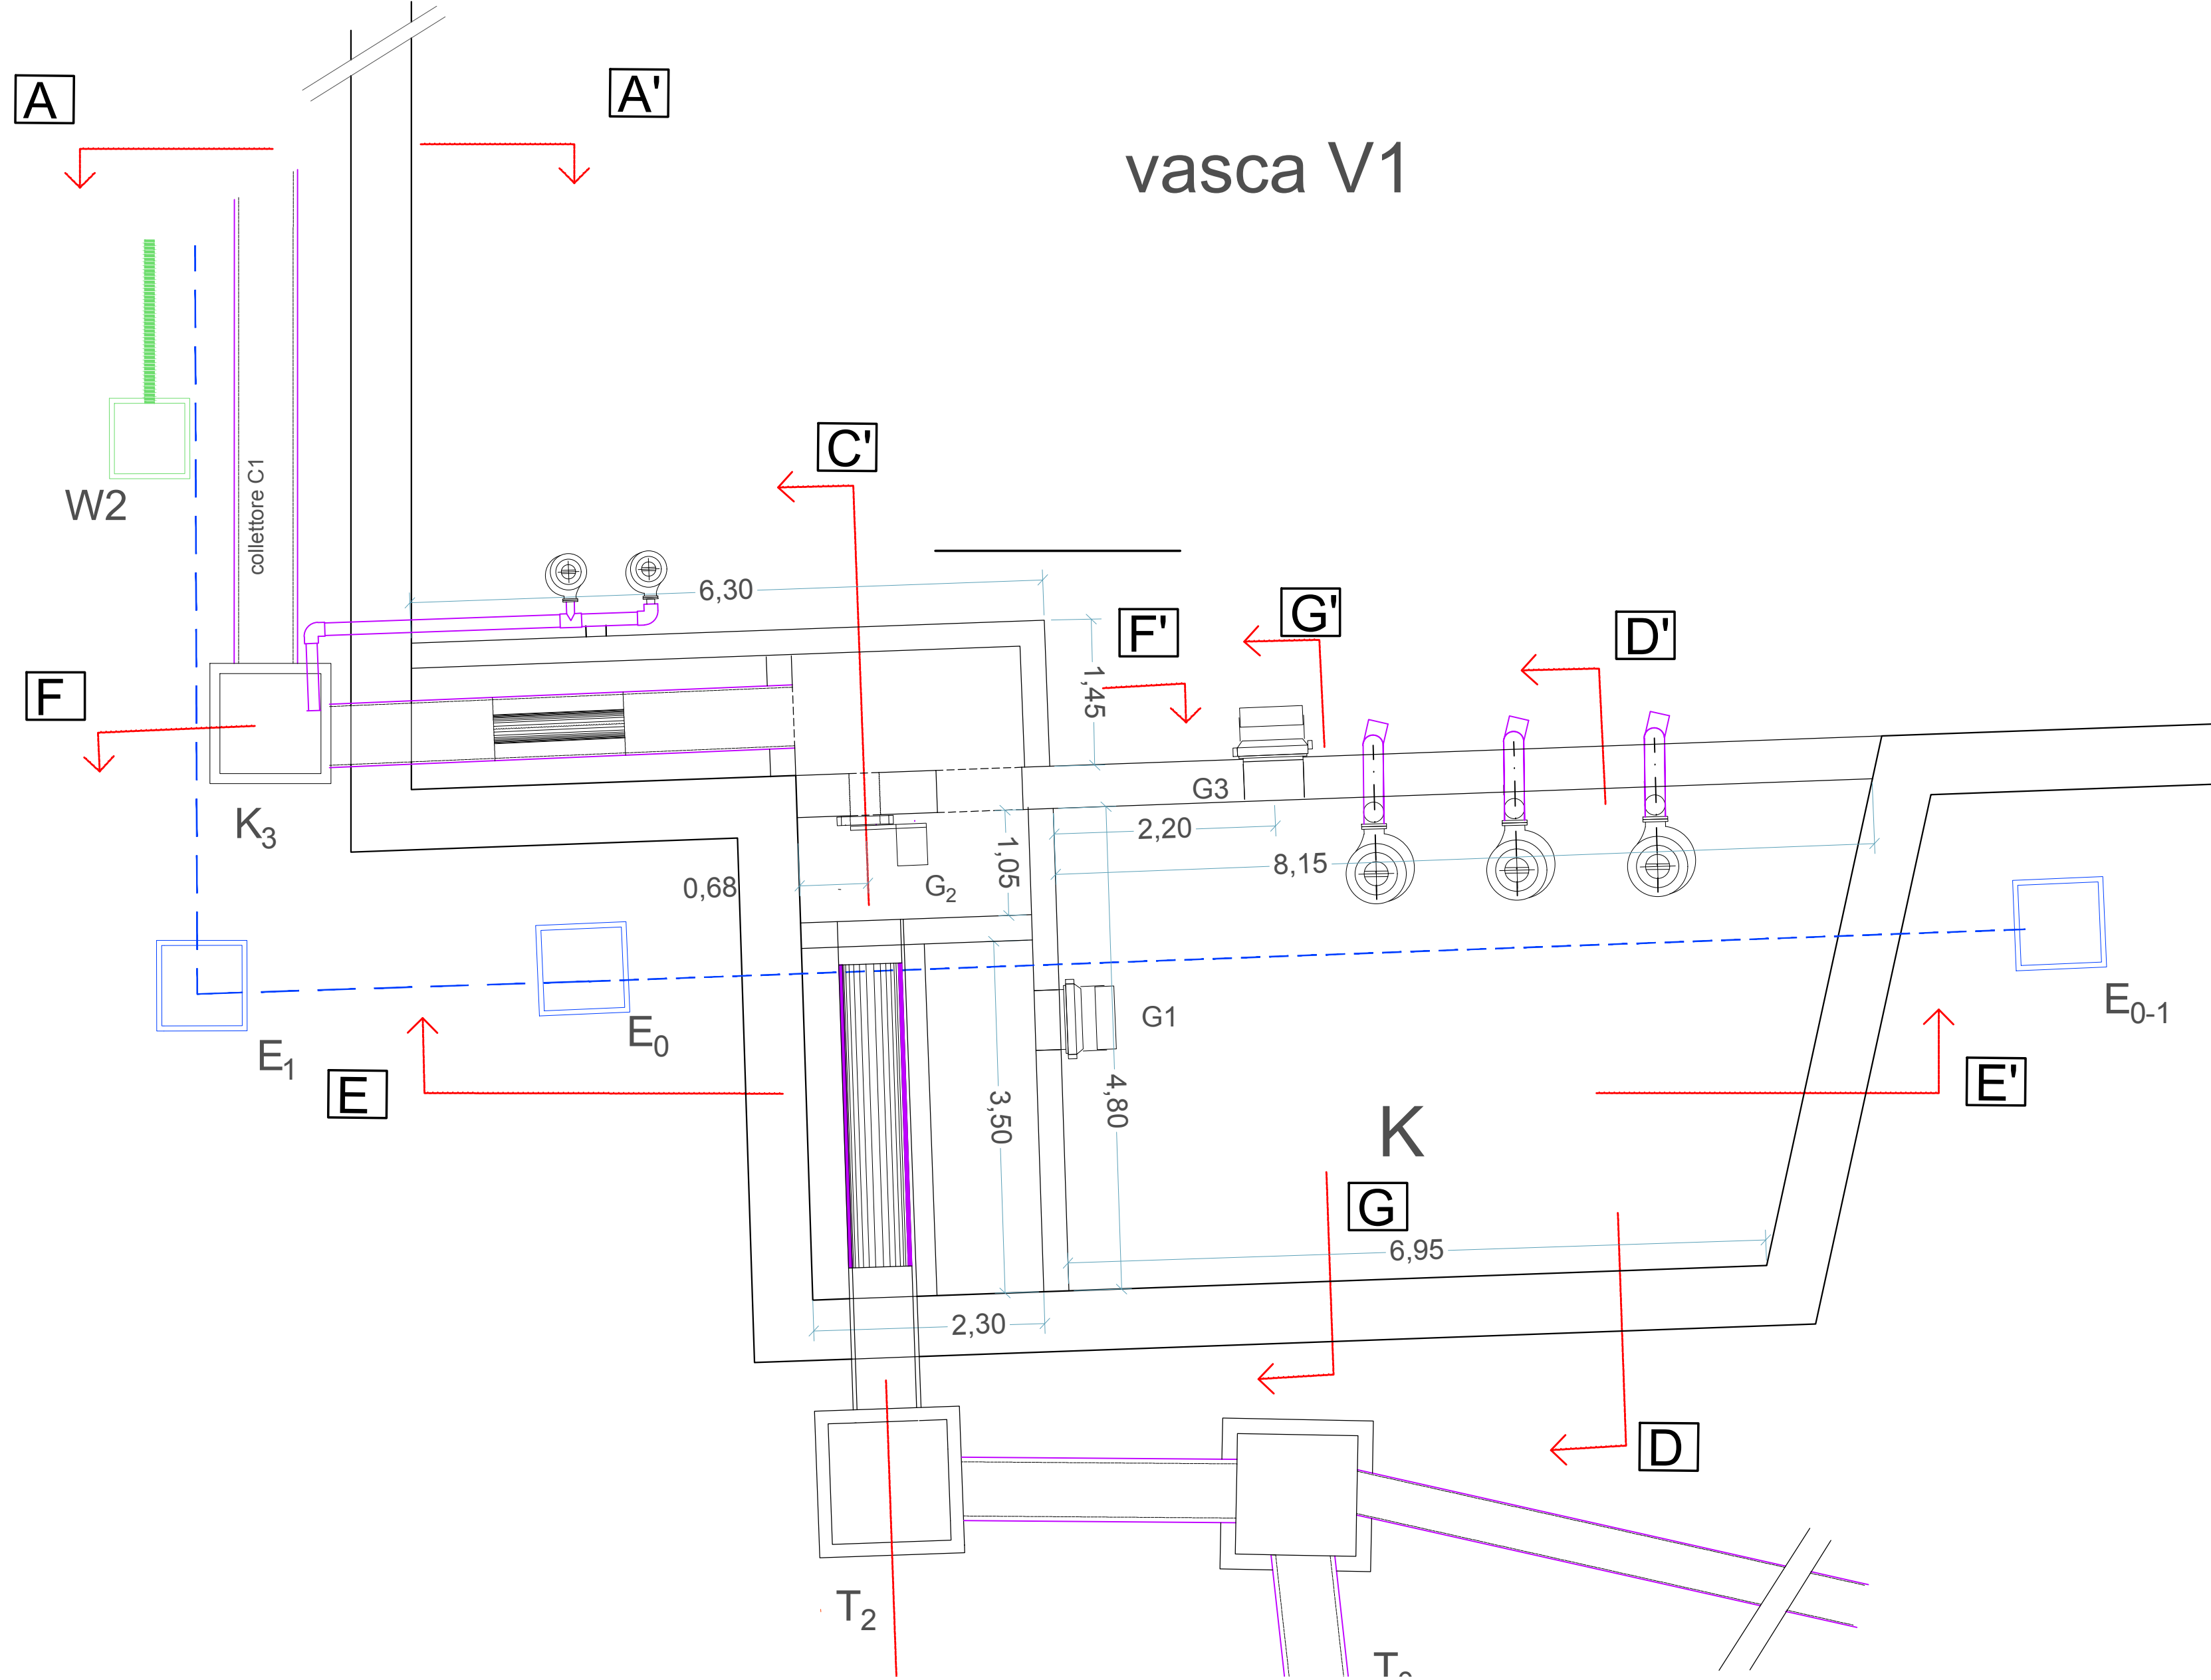 A
A'
vasca V1
C'
W2
collettore C1
6,30
F'
G'
D'
1,45
F
G3
K3
2,20
1,05
8,15
0,68
G2
E0-1
G1
E0
E1
E
E'
3,50
4,80
K
G
6,95
2,30
D
T2